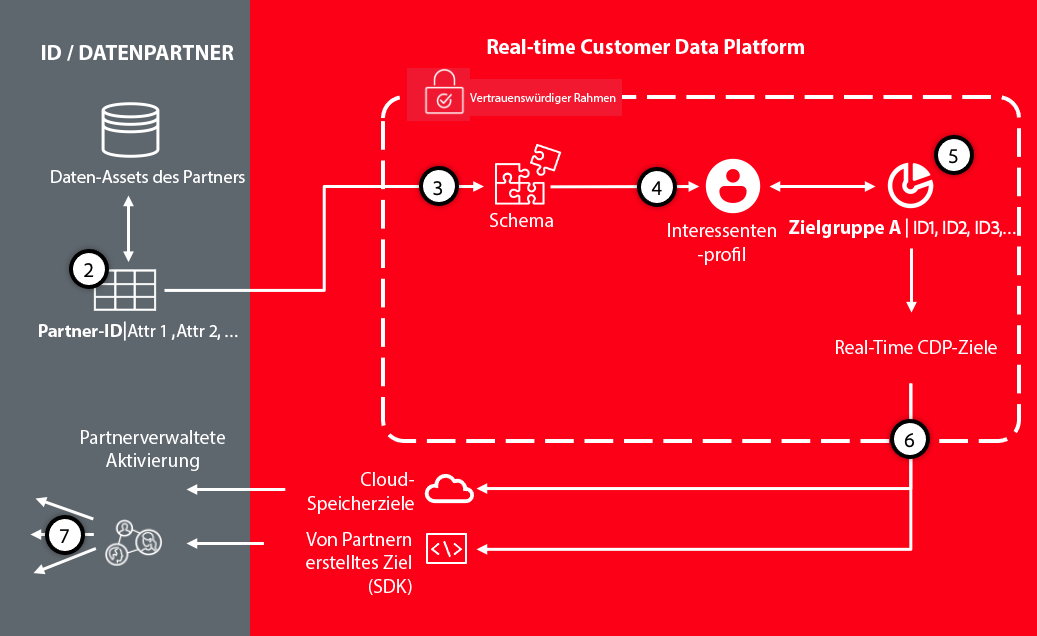 ID / DATENPARTNER
Real-time Customer Data Platform
Vertrauenswürdiger Rahmen
Daten-Assets des Partners
2
Partner-ID|Attr 1 ,Attr 2, ...
3
Schema
4
Interessenten
-profil
5
Zielgruppe A | ID1, ID2, ID3,...
Real-Time CDP-Ziele
6
Partnerverwaltete
Aktivierung
Cloud-
Speicherziele
7
Von Partnern
erstelltes Ziel
(SDK)